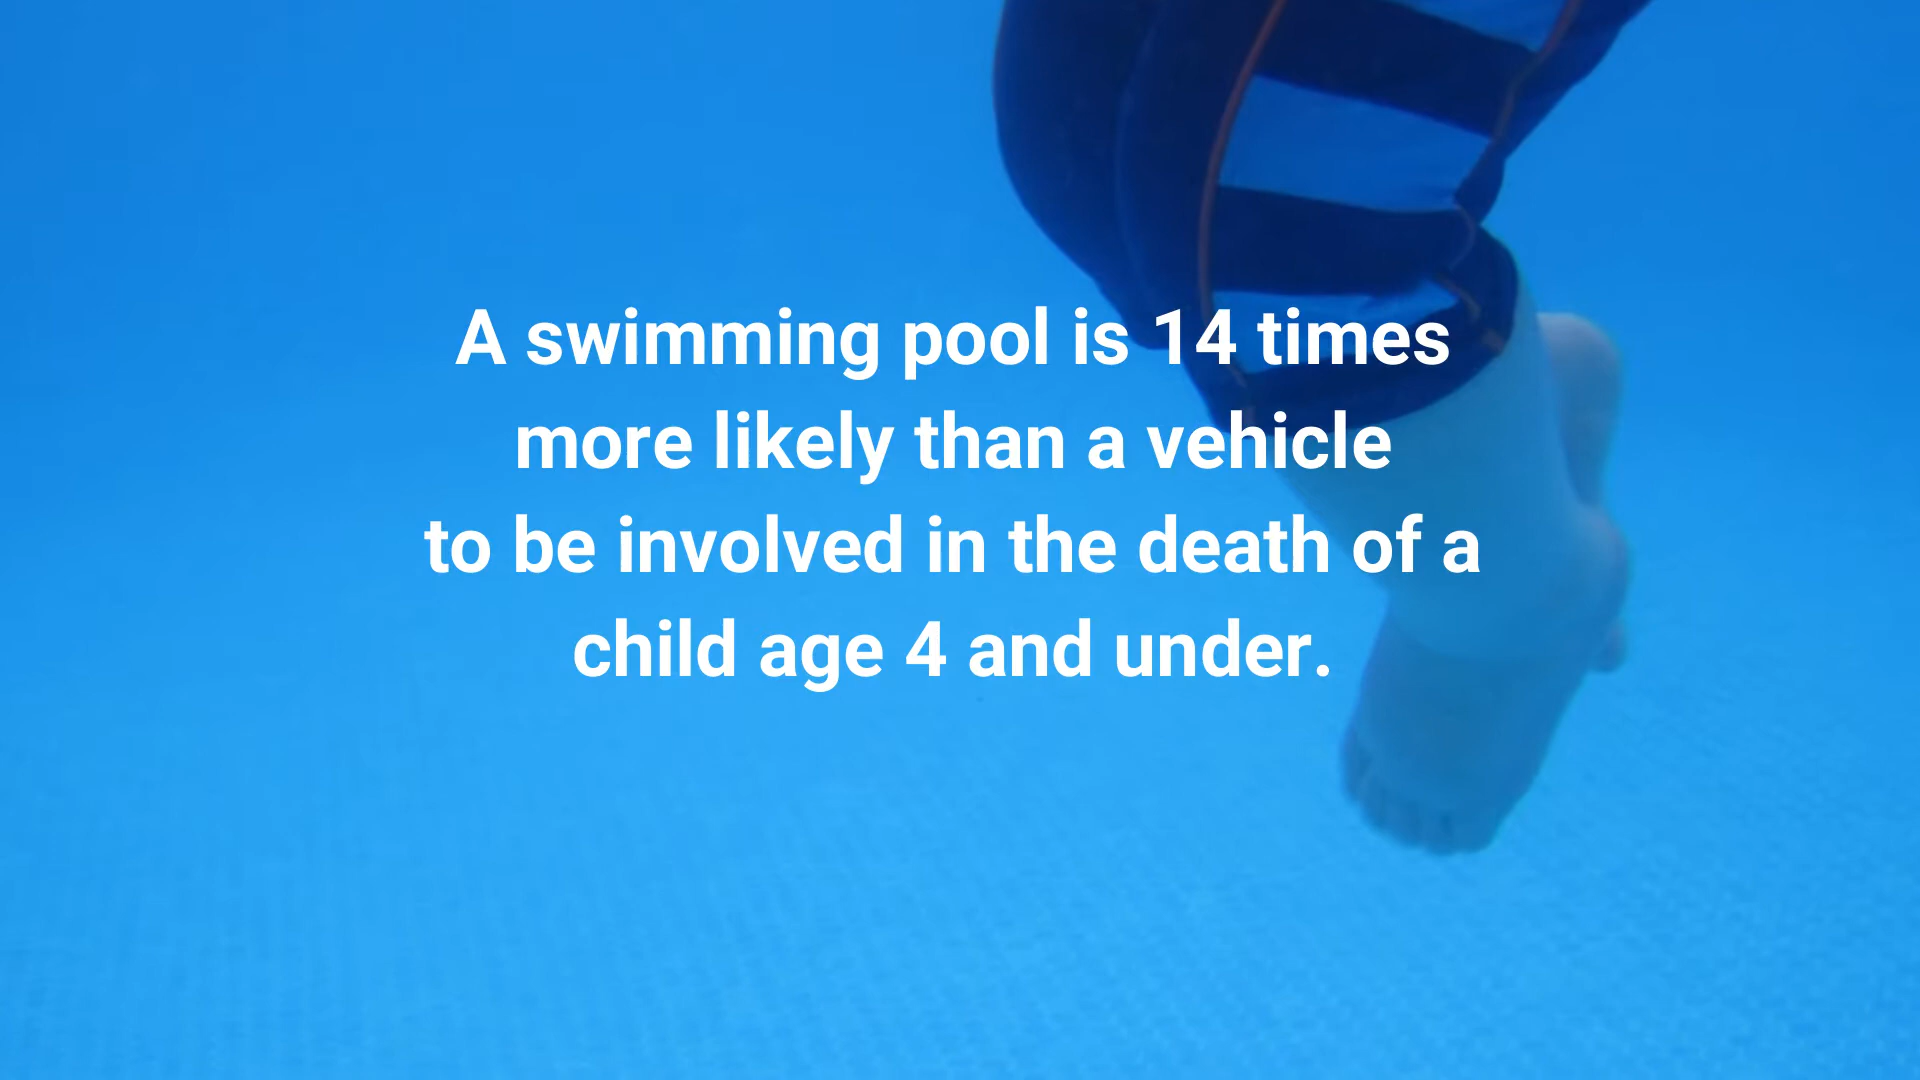 A swimming pool is 14 times
more likely than a vehicle
to be involved in the death of a
child age 4 and under.